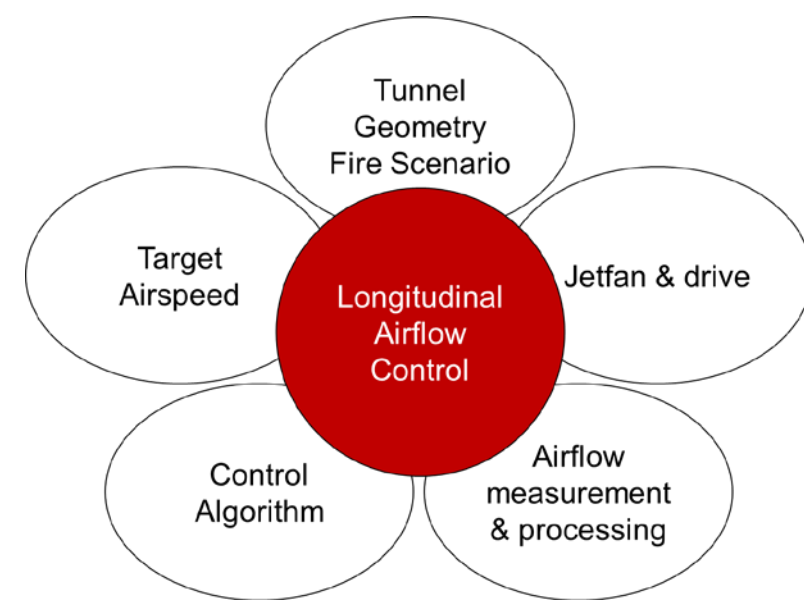 Tunnel
Geometry
Fire Scenario
Target
Airspeed
Jetfan & drive
Longitudinal
Airflow
Control
Control
Algorithm
Airflow
measurement
& processing